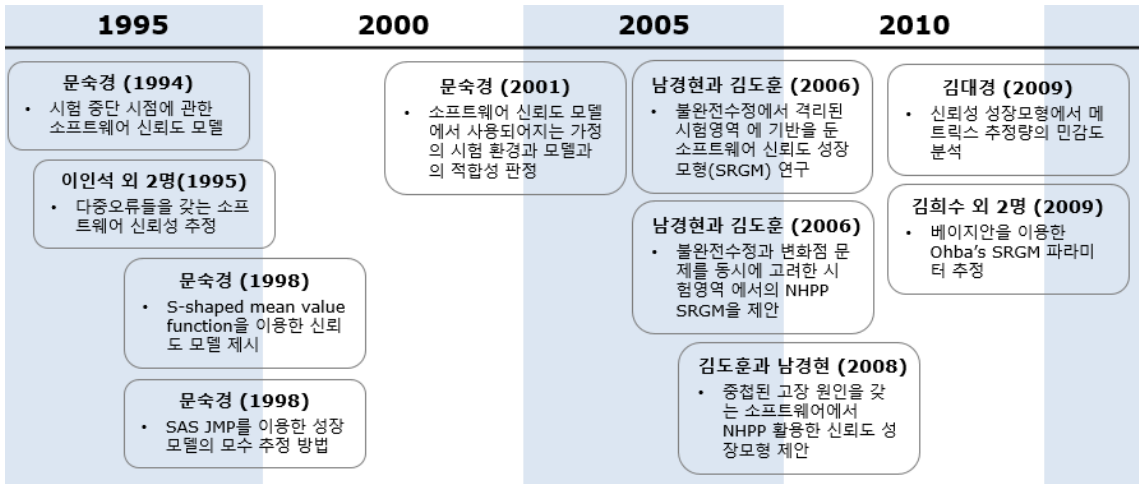 1995 2000 2005 2010
문숙경 (1994)
• 시험 중단 시점에 관한
소프트웨어 신뢰도 모델
이인석 외 2명(1995)
• 다중오류들을 갖는 소프
트웨어 신뢰성 추정
문숙경 (1998)
• S-shaped mean value
function을 이용한 신뢰
도 모델 제시
문숙경 (1998)
• SAS JMP를 이용한 성장
모델의 모수 추정 방법
문숙경 (2001)
• 소프트웨어 신뢰도 모델
에서 사용되어지는 가정
의 시험 환경과 모델과
의 적합성 판정
남경현과 김도훈 (2006)
• 불완전수정에서 격리된
시험영역 에 기반을 둔
소프트웨어 신뢰도 성장
모형(SRGM) 연구
남경현과 김도훈 (2006)
• 불완전수정과 변화점 문
제를 동시에 고려한 시
험영역 에서의 NHPP
SRGM을 제안
김도훈과 남경현 (2008)
• 중첩된 고장 원인을 갖
는 소프트웨어에서
NHPP 활용한 신뢰도 성
장모형 제안
김대경 (2009)
• 신뢰성 성장모형에서 메
트릭스 추정량의 민감도
분석
김희수 외 2명 (2009)
• 베이지안을 이용한
Ohba's SRGM 파라미
터 추정